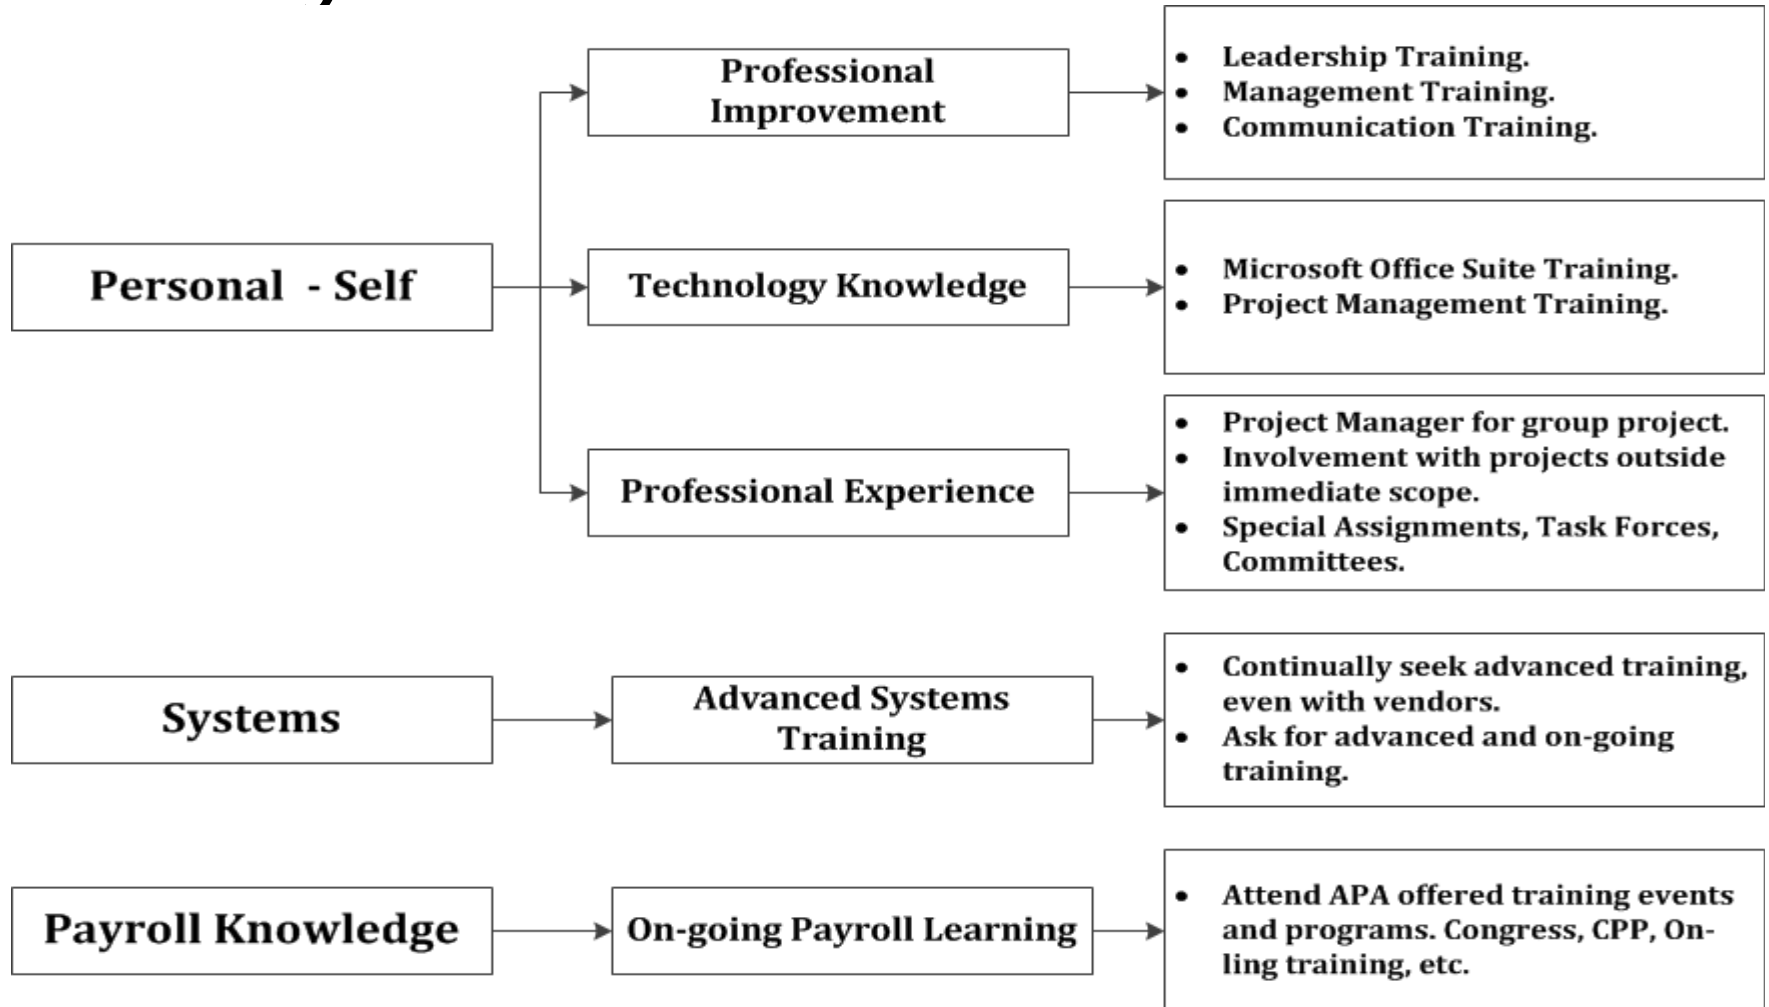 Professional
Improvement
• Leadership Training.
• Management Training.
• Communication Training.
Personal - Self
Technology Knowledge
• Microsoft Office Suite Training.
• Project Management Training.
Professional Experience
• Project Manager for group project.
• Involvement with projects outside
immediate scope.
• Special Assignments, Task Forces,
Committees.
Systems
Advanced Systems
Training
• Continually seek advanced training,
even with vendors.
• Ask for advanced and on-going
training.
Payroll Knowledge
On-going Payroll Learning
• Attend APA offered training events
and programs. Congress, CPP, On-
ling training, etc.